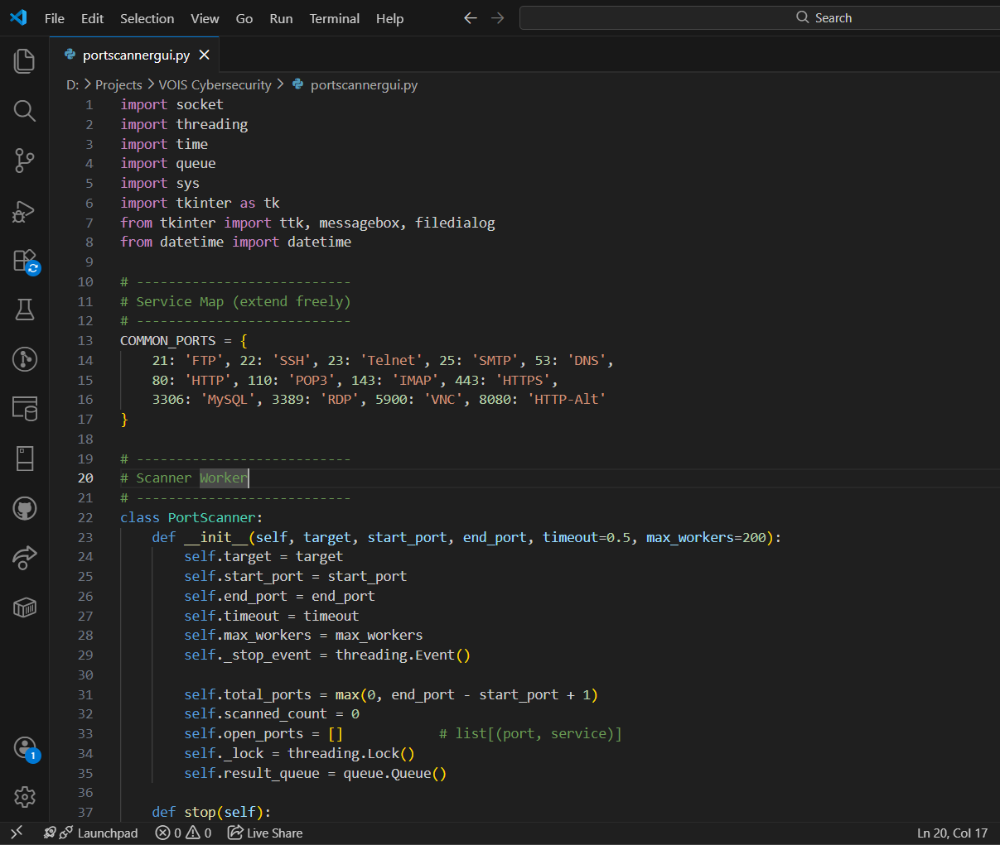 File Edit Selection View Go Run Terminal Help Search
portscannergui.py
D: Projects VOIS Cybersecurity portscannergui.py
1 import socket
2 import threading
3 import time
4 import queue
5 import sys
6 import tkinter as tk
7 from tkinter import ttk, messagebox, filedialog
8 from datetime import datetime
9
10 # ---------------------------
11 # Service Map (extend freely)
12 # ---------------------------
13 COMMON_PORTS = {
14     21: 'FTP', 22: 'SSH', 23: 'Telnet', 25: 'SMTP', 53: 'DNS',
15     80: 'HTTP', 110: 'POP3', 143: 'IMAP', 443: 'HTTPS',
16     3306: 'MySQL', 3389: 'RDP', 5900: 'VNC', 8080: 'HTTP-Alt'
17 }
18
19 # ---------------------------
20 # Scanner Worker
21 # ---------------------------
22 class PortScanner:
23     def __init__(self, target, start_port, end_port, timeout=0.5, max_workers=200):
24         self.target = target
25         self.start_port = start_port
26         self.end_port = end_port
27         self.timeout = timeout
28         self.max_workers = max_workers
29         self._stop_event = threading.Event()
30
31         self.total_ports = max(0, end_port - start_port + 1)
32         self.scanned_count = 0
33         self.open_ports = []            # list[(port, service)]
34         self._lock = threading.Lock()
35         self.result_queue = queue.Queue()
36
37     def stop(self):
1
Launchpad 0 0 Live Share Ln 20, Col 17